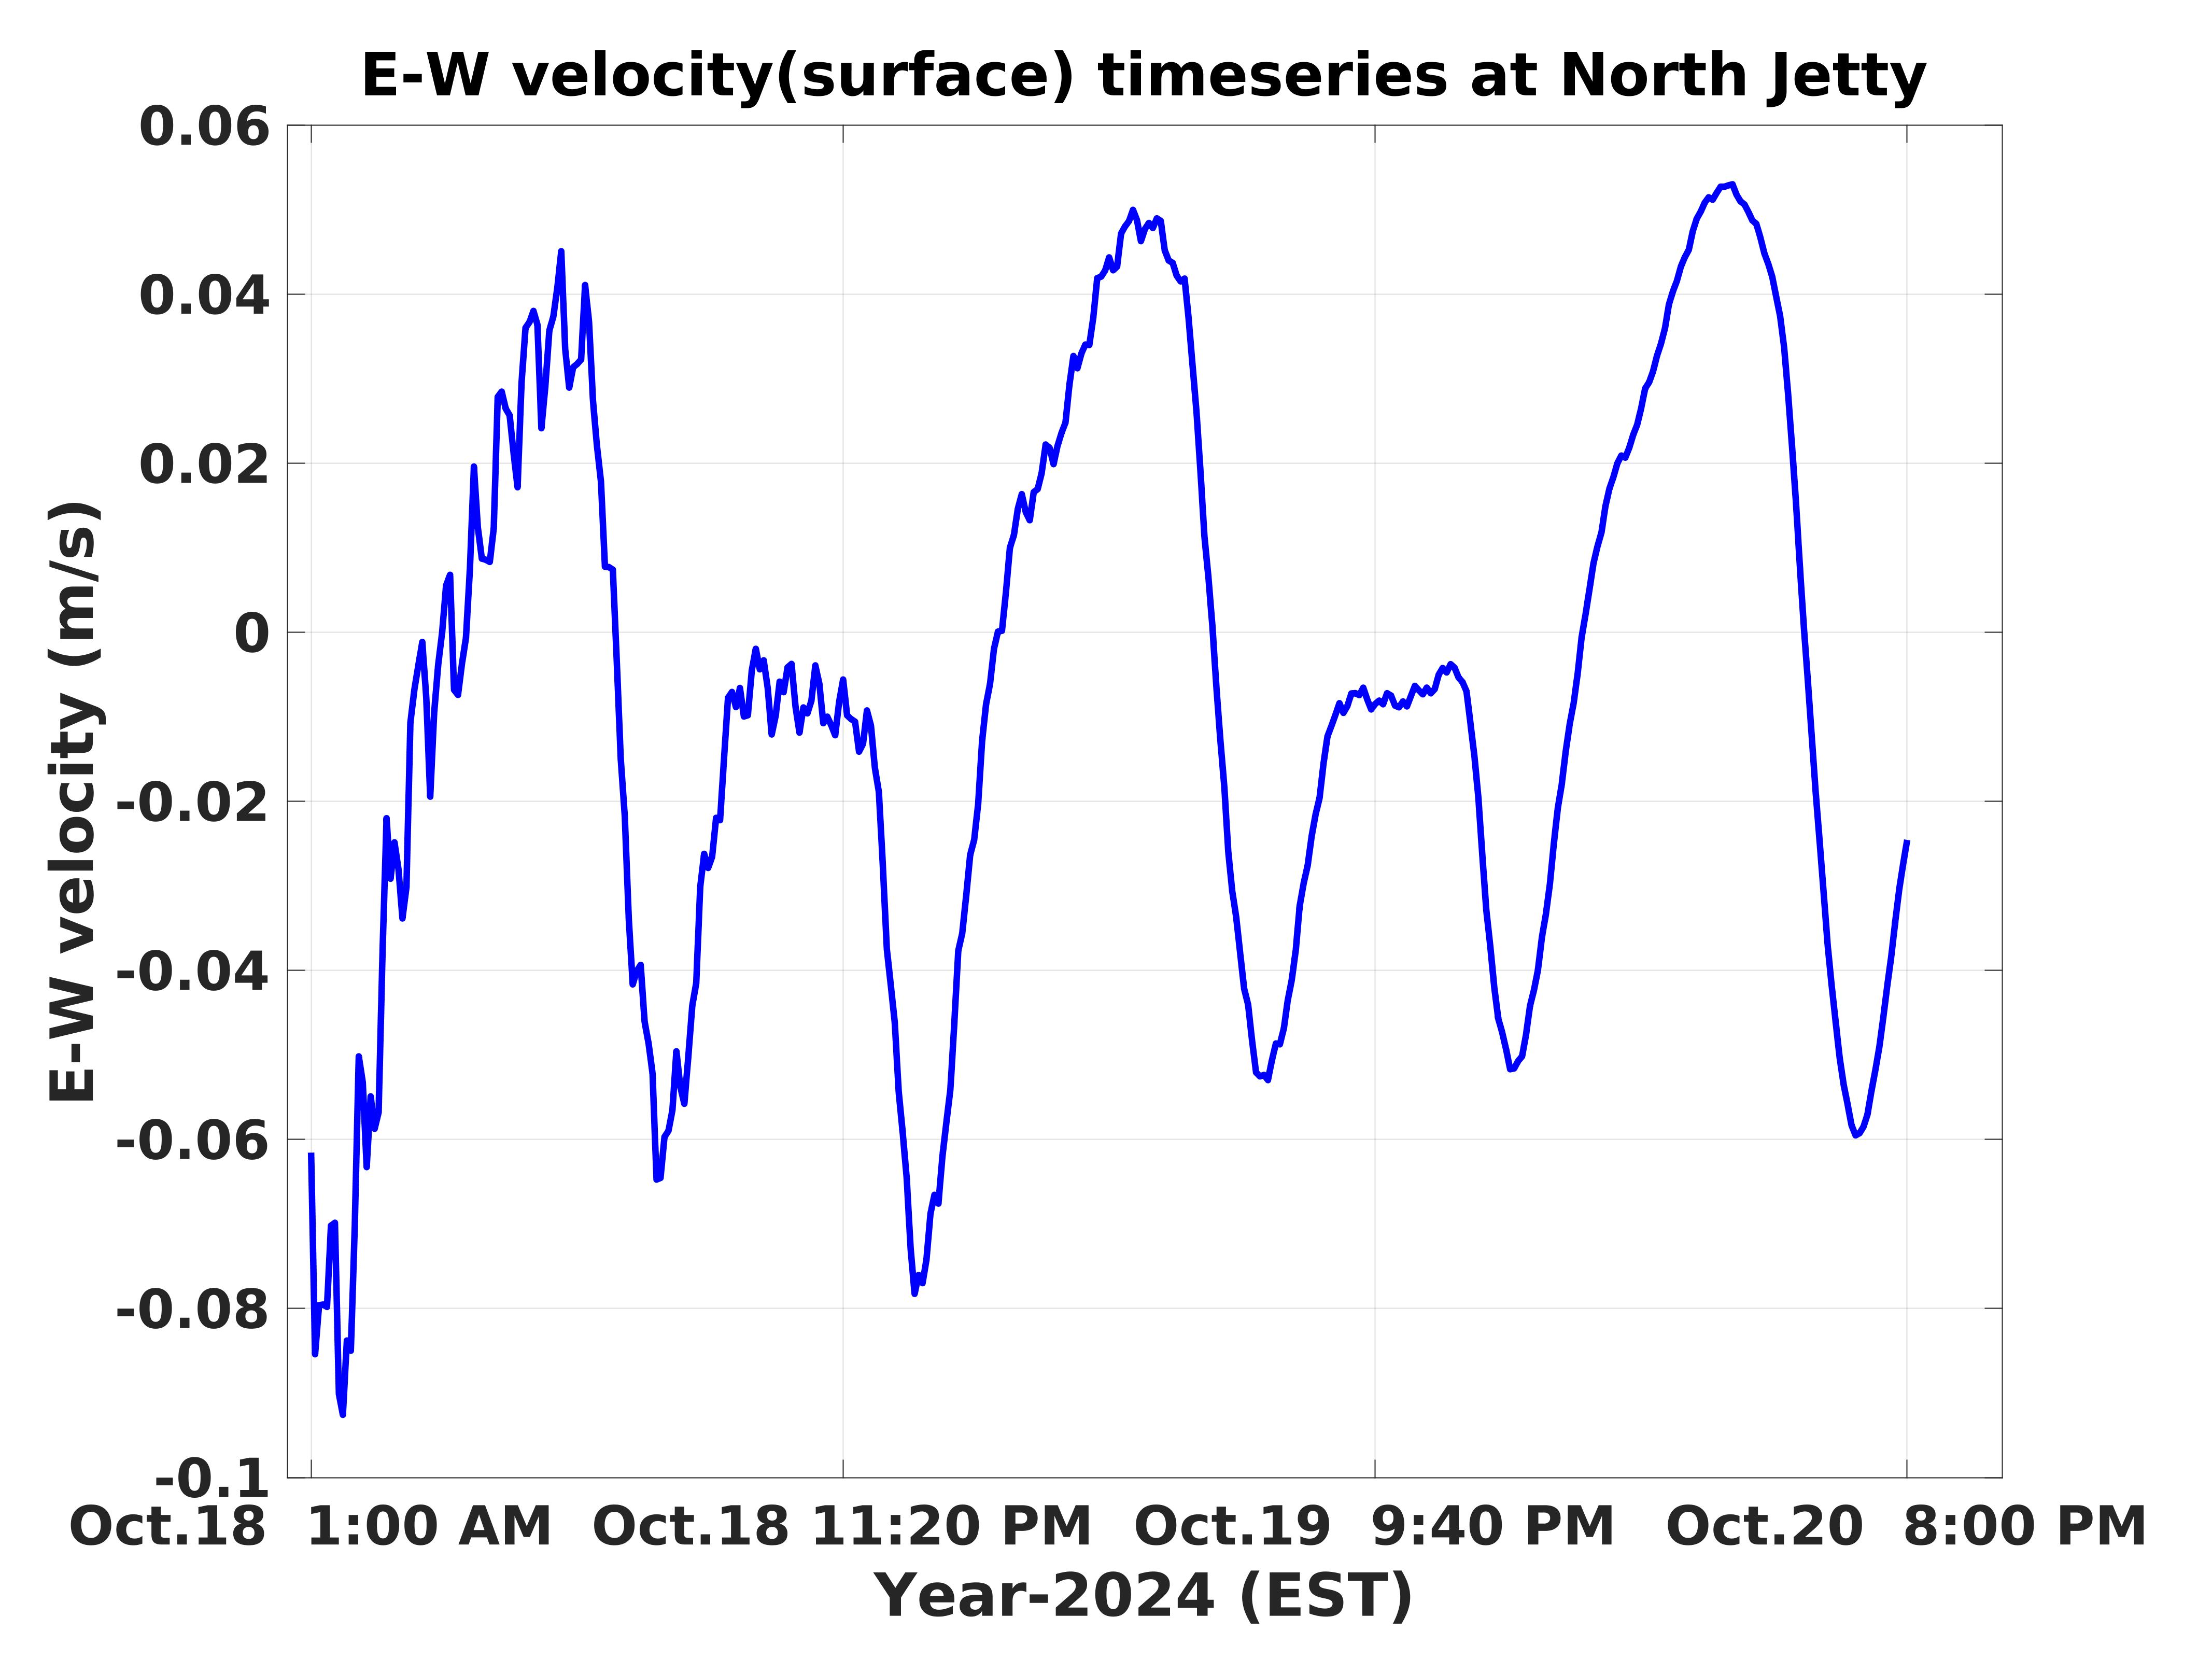 E-W velocity(surface) timeseries at North Jetty
0.06
0.04
0.02
0
-0.02
-0.04
-0.06
-0.08
-0.1
E-W velocity (m/s)
Oct.18 1:00 AM Oct.18 11:20 PM Oct.19 9:40 PM Oct.20 8:00 PM
Year-2024 (EST)